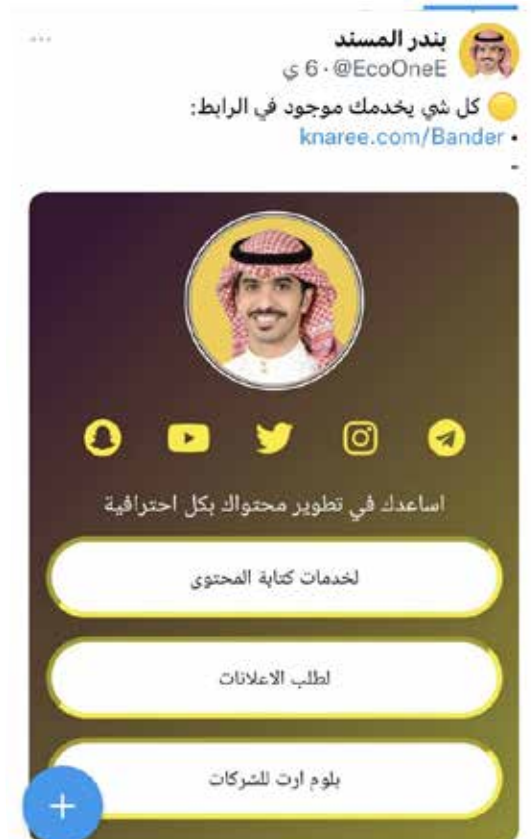 بندر المسند
@EcoOneE · 6 ي
كل شي يخدمك موجود في الرابط:
• knaree.com/Bander
-
اساعدك في تطوير محتواك بكل احترافية
لخدمات كتابة المحتوى
لطلب الاعلانات
بلوم ارت للشركات